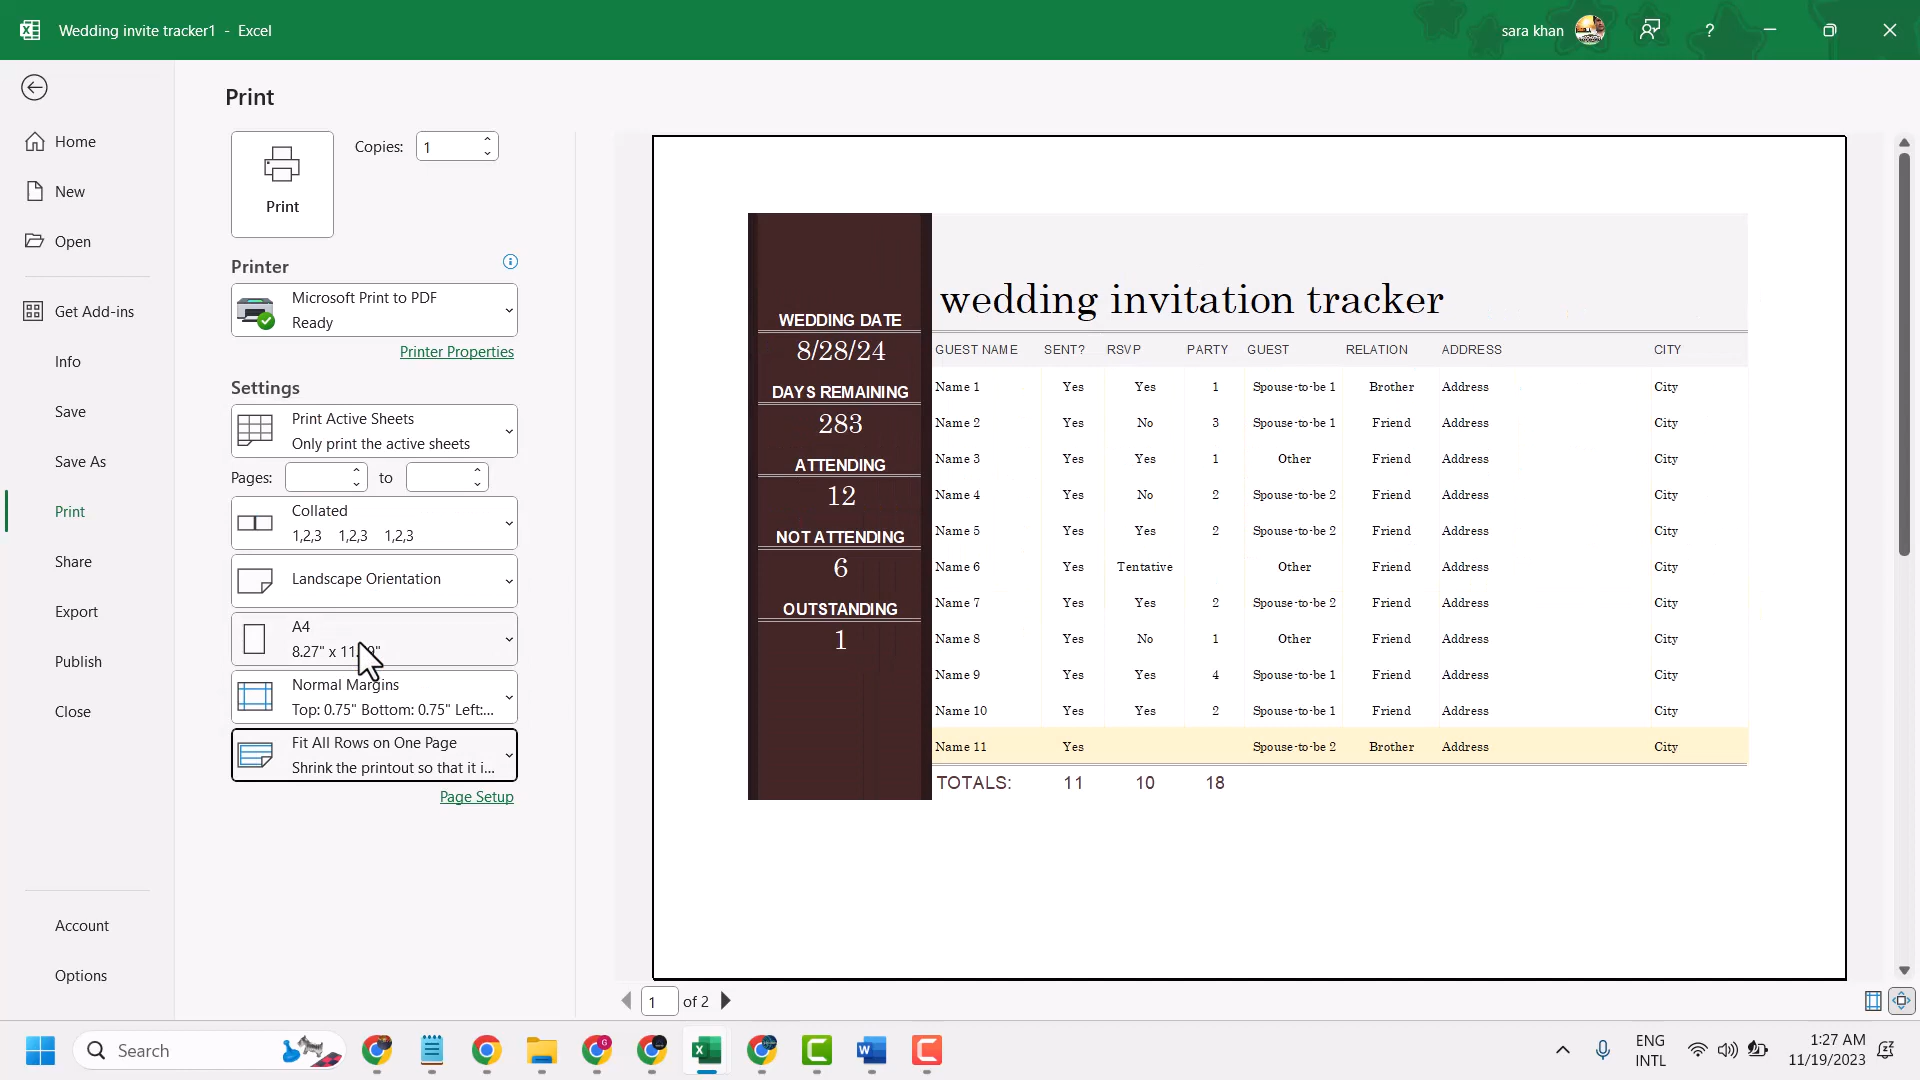 Wedding invite tracker1 - Excel
sara khan
?
Print
Home
New
Open
Get Add-ins
Info
Save
Save As
Print
Share
Export
Publish
Close
Account
Options
Print
Copies: 1
Printer
Microsoft Print to PDF
Ready
Printer Properties
Settings
Print Active Sheets
Only print the active sheets
Pages: to
Collated
1,2,3 1,2,3 1,2,3
Landscape Orientation
A4
8.27" x
Normal Margins
Top: 0.75" Bottom: 0.75" Left:...
Fit All Rows on One Page
Shrink the printout so that it i...
Page Setup
WEDDING DATE
8/28/24
DAYS REMAINING
283
ATTENDING
12
NOT ATTENDING
6
OUTSTANDING
1
wedding invitation tracker
GUEST NAME SENT? RSVP PARTY GUEST RELATION ADDRESS CITY
Name 1 Yes Yes 1 Spouse-to-be 1 Brother Address City
Name 2 Yes No 3 Spouse-to-be 1 Friend Address City
Name 3 Yes Yes 1 Other Friend Address City
Name 4 Yes No 2 Spouse-to-be 2 Friend Address City
Name 5 Yes Yes 2 Spouse-to-be 2 Friend Address City
Name 6 Yes Tentative Other Friend Address City
Name 7 Yes Yes 2 Spouse-to-be 2 Friend Address City
Name 8 Yes No 1 Other Friend Address City
Name 9 Yes Yes 4 Spouse-to-be 1 Friend Address City
Name 10 Yes Yes 2 Spouse-to-be 1 Friend Address City
Name 11 Yes Spouse-to-be 2 Brother Address City
TOTALS: 11 10 18
1 of 2
Search
ENG
INTL
1:27 AM
11/19/2023